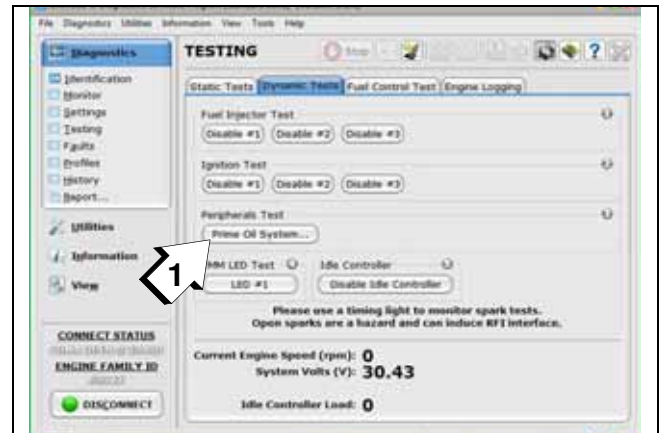 File Diagnostics Utilities Information View Tools Help
Diagnostics
Identification
Monitor
Settings
Testing
Faults
Profiles
History
Report...
Utilities
Information
View
CONNECT STATUS
ENGINE FAMILY ID
DISCONNECT
TESTING
Stop
?
Static Tests Dynamic Tests Fuel Control Test Engine Logging
Fuel Injector Test
Disable #1 Disable #2 Disable #3
Ignition Test
Disable #1 Disable #2 Disable #3
Peripherals Test
Prime Oil System...
1
LED Test Idle Controller
LED #1 Disable Idle Controller
Please use a timing light to monitor spark tests.
Open sparks are a hazard and can induce RFI interface.
Current Engine Speed (rpm): 0
System Volts (V): 30.43
Idle Controller Load: 0